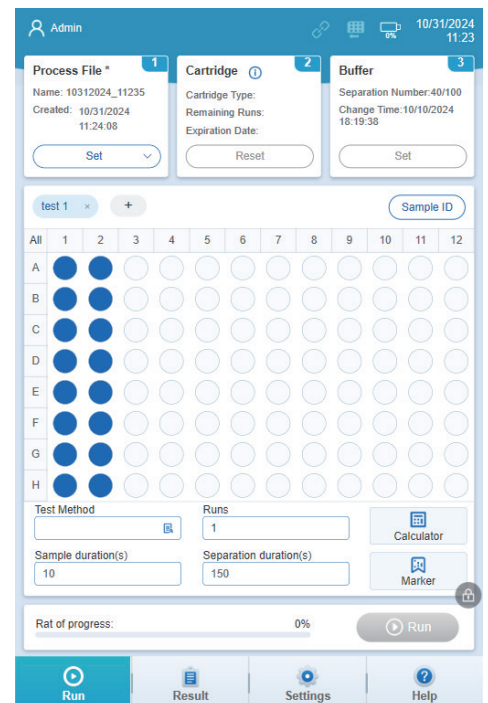 Admin
0%
10/31/2024
11:23
Process File *
1
Name: 10312024_11235
Created: 10/31/2024
11:24:08
Set
Cartridge
2
Cartridge Type:
Remaining Runs:
Expiration Date:
Reset
Buffer
3
Separation Number:40/100
Change Time:10/10/2024
18:19:38
Set
test 1 ×
+
Sample ID
All 1 2 3 4 5 6 7 8 9 10 11 12
A
B
C
D
E
F
G
H
Test Method
Runs
1
Calculator
Sample duration(s)
10
Separation duration(s)
150
Marker
Rat of progress:
0%
Run
Run
Result
Settings
Help